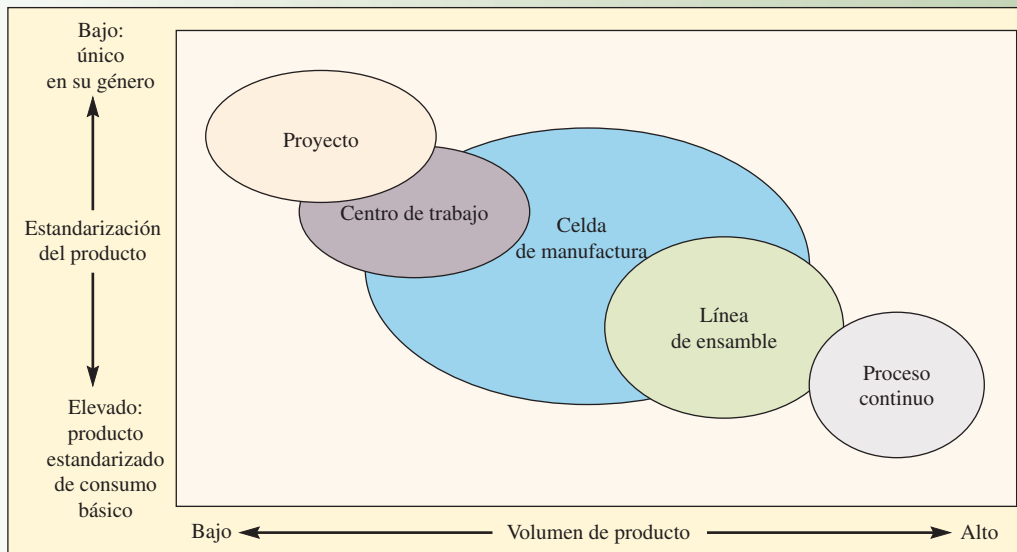 Bajo:
único
en su género
Estandarización
del producto
Elevado:
producto
estandarizado
de consumo
básico
Proyecto
Centro de trabajo
Celda
de manufactura
Línea
de ensamble
Proceso
continuo
Bajo
Volumen de producto
Alto